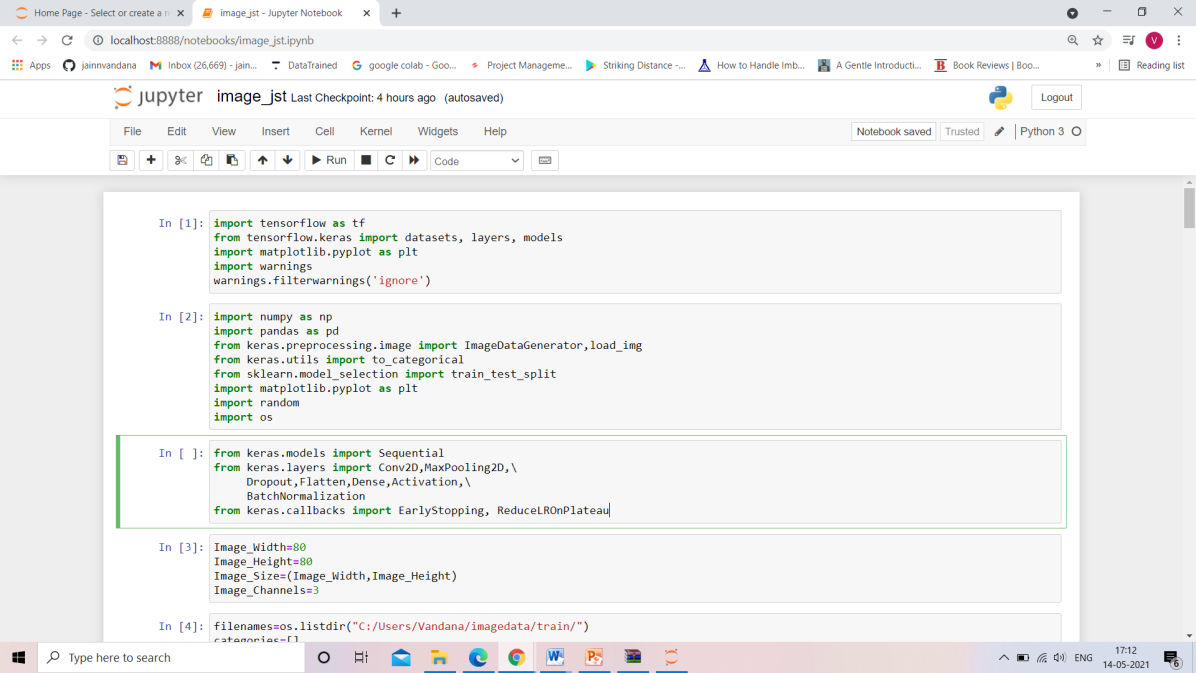 Home Page - Select or create a n
image_jst - Jupyter Notebook
localhost:8888/notebooks/image_jst.ipynb
V
Apps
jainnvandana
Inbox (26,669) - jain...
DataTrained
google colab - Goo...
Project Manageme...
Striking Distance -...
How to Handle Imb...
A Gentle Introducti...
B
Book Reviews | Boo...
»
Reading list
jupyter image_jst Last Checkpoint: 4 hours ago (autosaved)
Logout
File Edit View Insert Cell Kernel Widgets Help
Notebook saved
Trusted
Python 3
Run
Code
In [1]: import tensorflow as tf
from tensorflow.keras import datasets, layers, models
import matplotlib.pyplot as plt
import warnings
warnings.filterwarnings('ignore')
In [2]: import numpy as np
import pandas as pd
from keras.preprocessing.image import ImageDataGenerator,load_img
from keras.utils import to_categorical
from sklearn.model_selection import train_test_split
import matplotlib.pyplot as plt
import random
import os
In [ ]: from keras.models import Sequential
from keras.layers import Conv2D,MaxPooling2D,\
     Dropout,Flatten,Dense,Activation,\
     BatchNormalization
from keras.callbacks import EarlyStopping, ReduceLROnPlateau
In [3]: Image_Width=80
Image_Height=80
Image_Size=(Image_Width,Image_Height)
Image_Channels=3
In [4]: filenames=os.listdir("C:/Users/Vandana/imagedata/train/")
categories=[]
Type here to search
ENG
17:12
14-05-2021
6